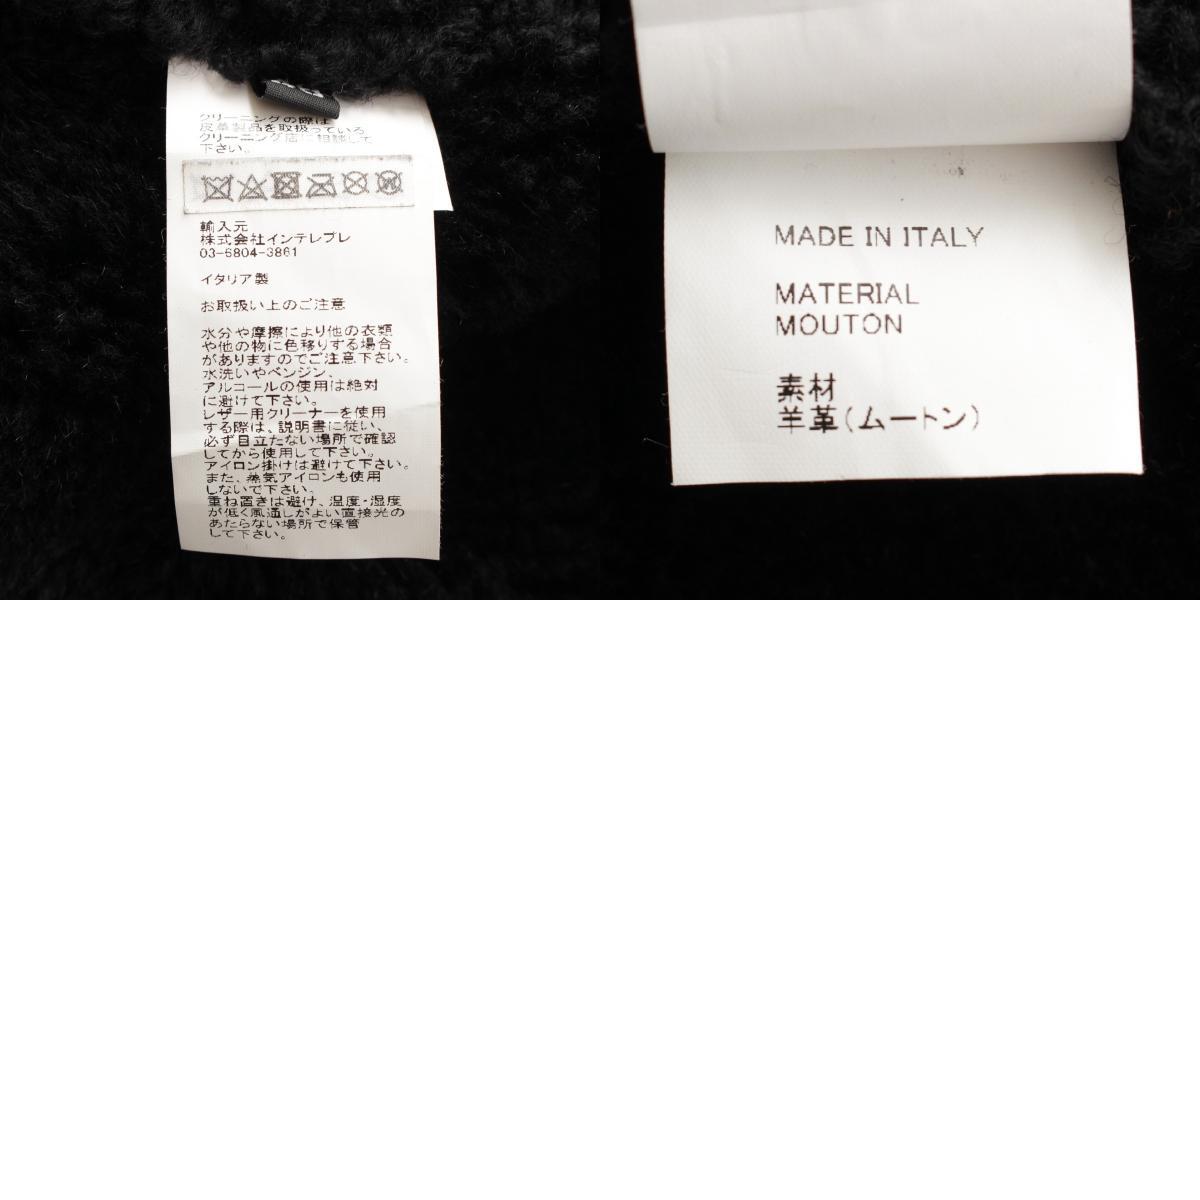 クリーニングの際は
皮革製品を取扱っている
クリーニング店に相談して
下さい。
輸入元
株式会社インテレプレ
03-6804-3861
イタリア製
お取扱い上のご注意
水分や摩擦により他の衣類
や他の物に色移りする場合
がありますのでご注意下さい。
水洗いやベンジン、
アルコールの使用は絶対
に避けて下さい。
レザー用クリーナーを使用
する際は、説明書に従い、
必ず目立たない場所で確認
してから使用して下さい。
アイロン掛けは避けて下さい。
また、蒸気アイロンも使用
しないで下さい。
重ね置きは避け、温度・湿度
が低く風通しがよい直接光の
あたらない場所で保管
して下さい。
MADE IN ITALY
MATERIAL
MOUTON
素材
羊革(ムートン)